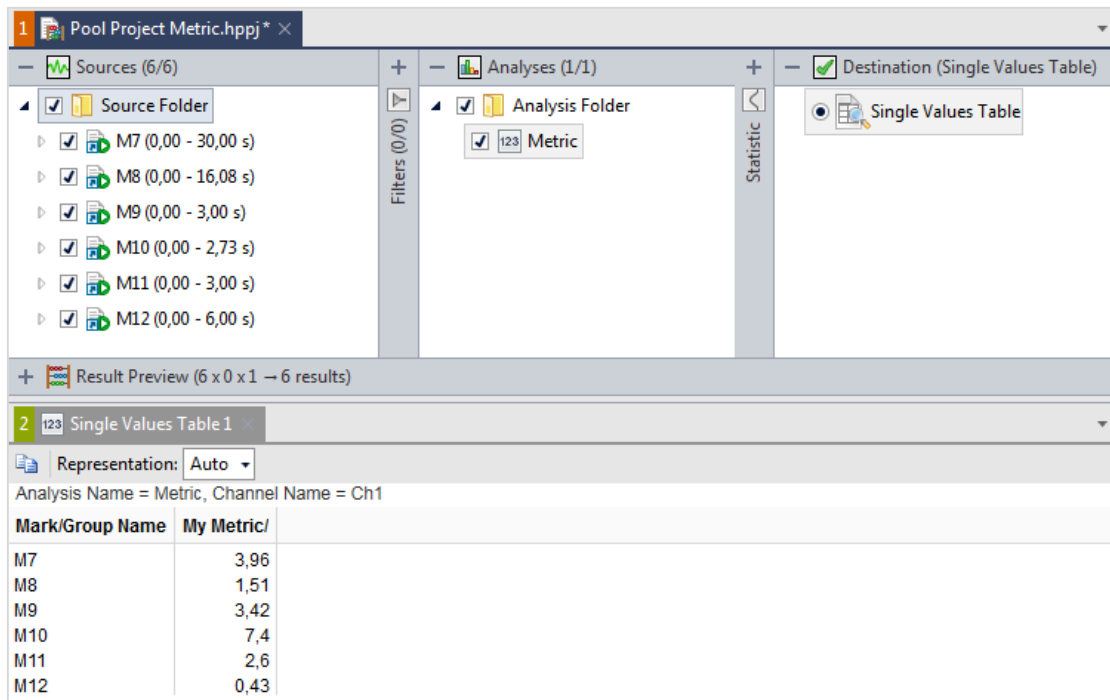 1 Pool Project Metric.hppj*
Sources (6/6)
Source Folder
M7 (0,00 - 30,00 s)
M8 (0,00 - 16,08 s)
M9 (0,00 - 3,00 s)
M10 (0,00 - 2,73 s)
M11 (0,00 - 3,00 s)
M12 (0,00 - 6,00 s)
Filters (0/0)
Analyses (1/1)
Analysis Folder
123 Metric
Statistic
Destination (Single Values Table)
Single Values Table
Result Preview (6 x 0 x 1 → 6 results)
2 123 Single Values Table 1
Representation: Auto
Analysis Name = Metric, Channel Name = Ch1
Mark/Group Name My Metric/
M7 3,96
M8 1,51
M9 3,42
M10 7,4
M11 2,6
M12 0,43